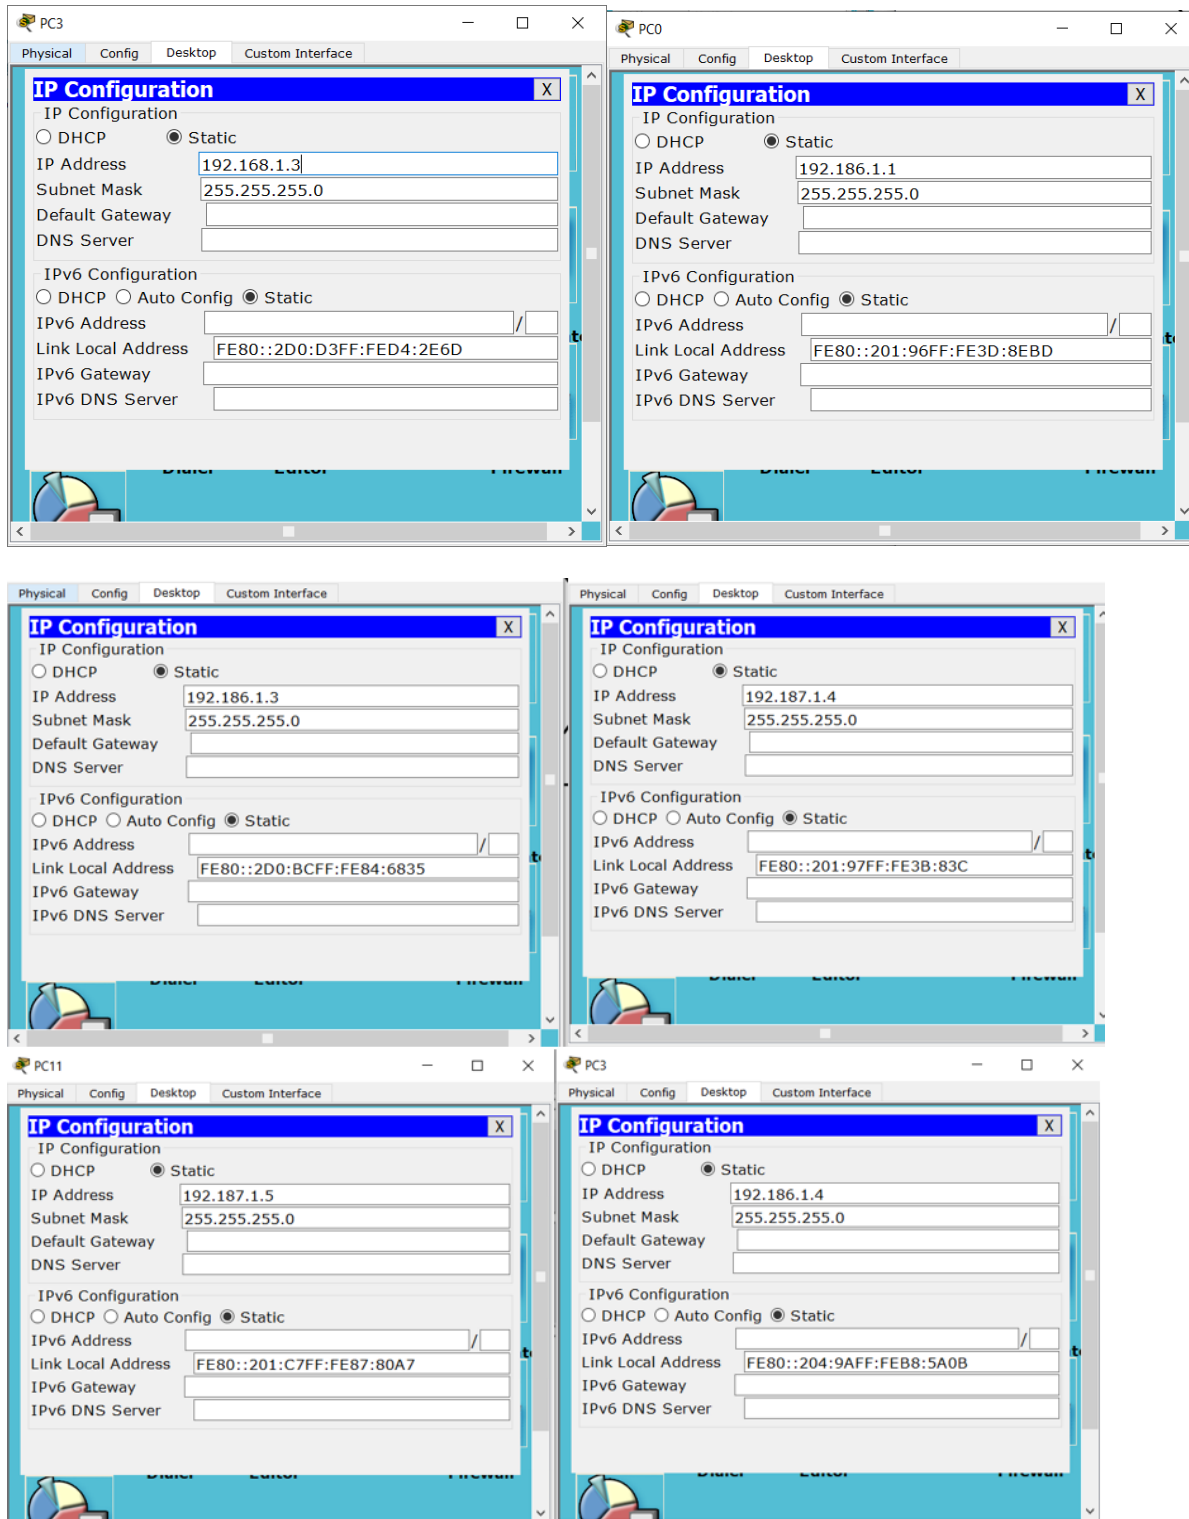 PC3
Physical Config Desktop Custom Interface
IP Configuration X
IP Configuration
DHCP Static
IP Address 192.168.1.3
Subnet Mask 255.255.255.0
Default Gateway
DNS Server
IPv6 Configuration
DHCP Auto Config Static
IPv6 Address /
Link Local Address FE80::2D0:D3FF:FED4:2E6D
IPv6 Gateway
IPv6 DNS Server
PC0
Physical Config Desktop Custom Interface
IP Configuration X
IP Configuration
DHCP Static
IP Address 192.186.1.1
Subnet Mask 255.255.255.0
Default Gateway
DNS Server
IPv6 Configuration
DHCP Auto Config Static
IPv6 Address /
Link Local Address FE80::201:96FF:FE3D:8EBD
IPv6 Gateway
IPv6 DNS Server
Physical Config Desktop Custom Interface
IP Configuration X
IP Configuration
DHCP Static
IP Address 192.186.1.3
Subnet Mask 255.255.255.0
Default Gateway
DNS Server
IPv6 Configuration
DHCP Auto Config Static
IPv6 Address /
Link Local Address FE80::2D0:BCFF:FE84:6835
IPv6 Gateway
IPv6 DNS Server
Physical Config Desktop Custom Interface
IP Configuration X
IP Configuration
DHCP Static
IP Address 192.187.1.4
Subnet Mask 255.255.255.0
Default Gateway
DNS Server
IPv6 Configuration
DHCP Auto Config Static
IPv6 Address /
Link Local Address FE80::201:97FF:FE3B:83C
IPv6 Gateway
IPv6 DNS Server
PC11
Physical Config Desktop Custom Interface
IP Configuration X
IP Configuration
DHCP Static
IP Address 192.187.1.5
Subnet Mask 255.255.255.0
Default Gateway
DNS Server
IPv6 Configuration
DHCP Auto Config Static
IPv6 Address /
Link Local Address FE80::201:C7FF:FE87:80A7
IPv6 Gateway
IPv6 DNS Server
PC3
Physical Config Desktop Custom Interface
IP Configuration X
IP Configuration
DHCP Static
IP Address 192.186.1.4
Subnet Mask 255.255.255.0
Default Gateway
DNS Server
IPv6 Configuration
DHCP Auto Config Static
IPv6 Address /
Link Local Address FE80::204:9AFF:FEB8:5A0B
IPv6 Gateway
IPv6 DNS Server